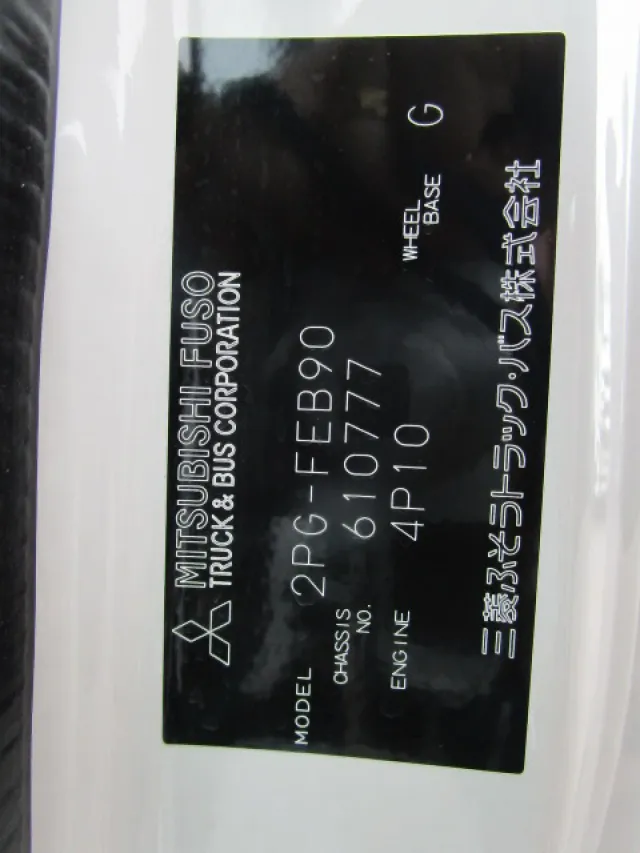 MITSUBISHI FUSO
TRUCK & BUS CORPORATION
MODEL 2PG-FEB90
CHASSIS NO. 610777
ENGINE 4P10 WHEEL BASE G
三菱ふそうトラック・バス株式会社